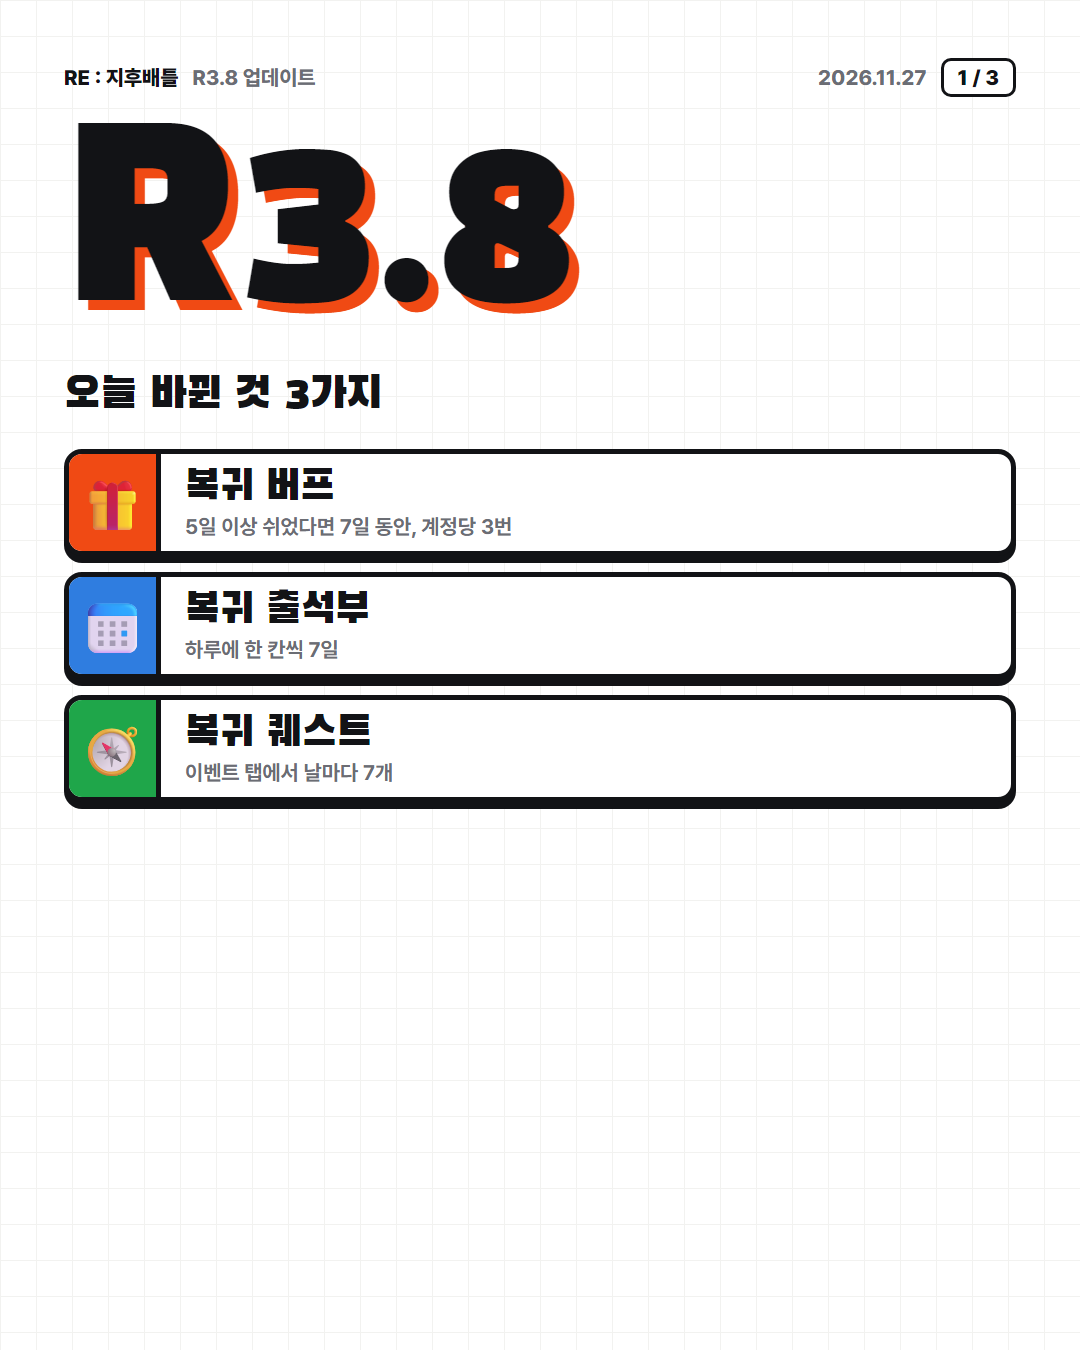 RE : 지후배틀 R3.8 업데이트
2026.11.27 1 / 3
R3.8
오늘 바뀐 것 3가지
복귀 버프
5일 이상 쉬었다면 7일 동안, 계정당 3번
복귀 출석부
하루에 한 칸씩 7일
복귀 퀘스트
이벤트 탭에서 날마다 7개